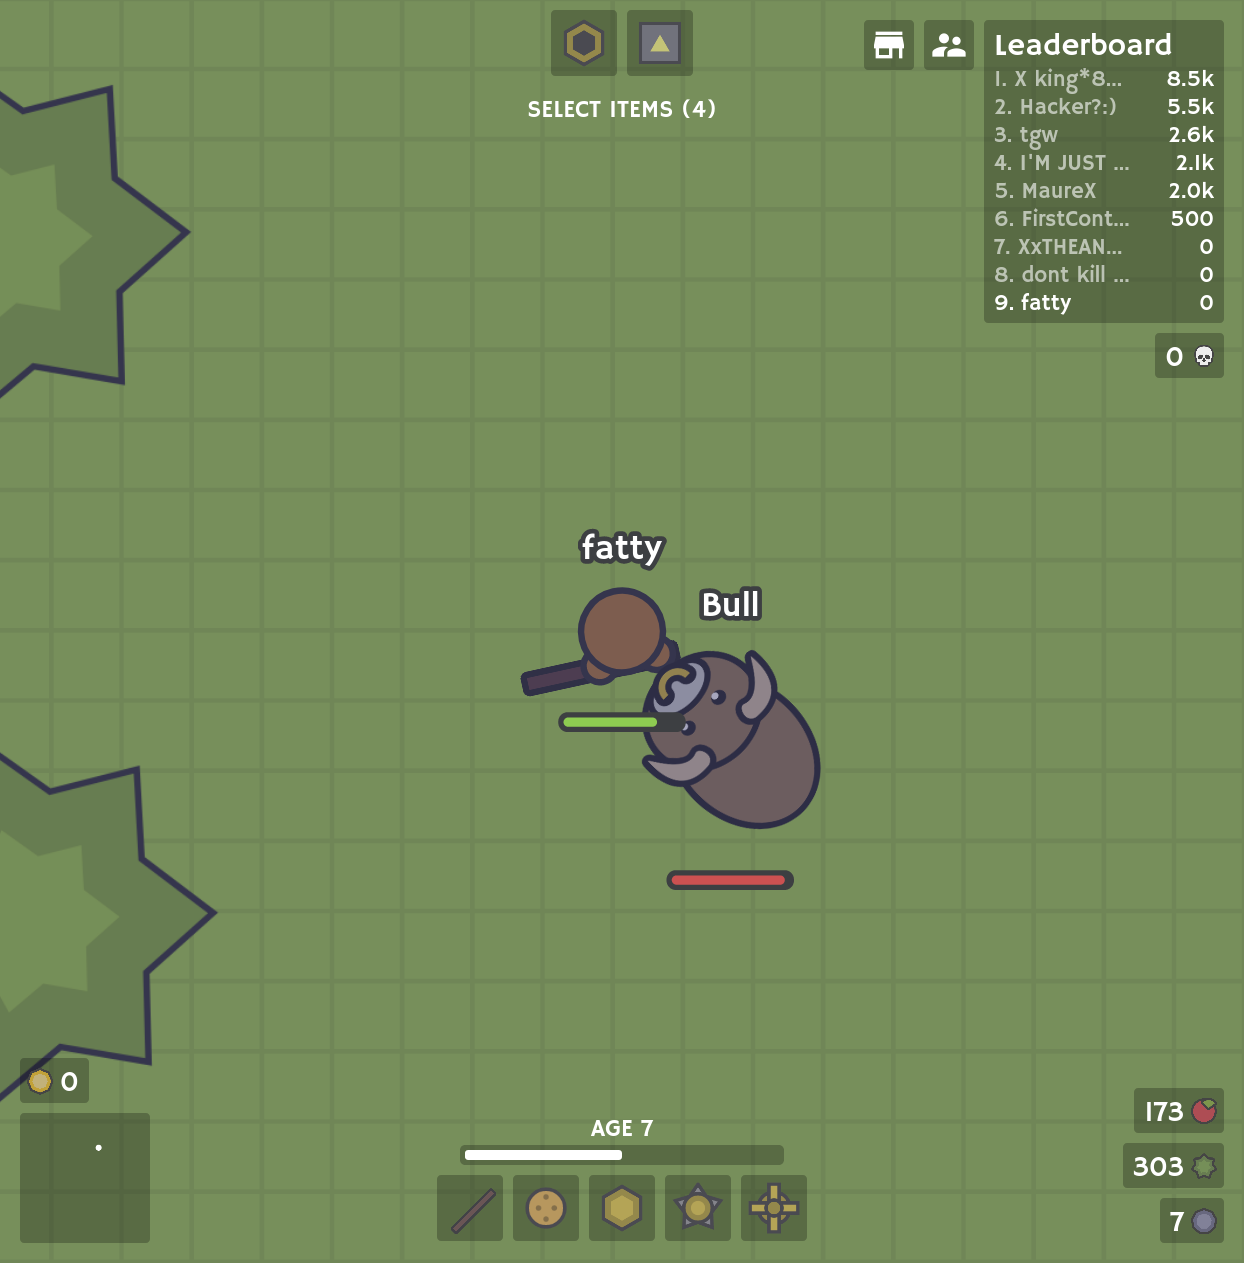 SELECT ITEMS (4)
Leaderboard
1. X king*8... 8.5k
2. Hacker?:) 5.5k
3. tgw 2.6k
4. I'M JUST ... 2.1k
5. MaureX 2.0k
6. FirstCont... 500
7. XxTHEAN... 0
8. dont kill ... 0
9. fatty 0
0
fatty
Bull
0
AGE 7
173
303
7